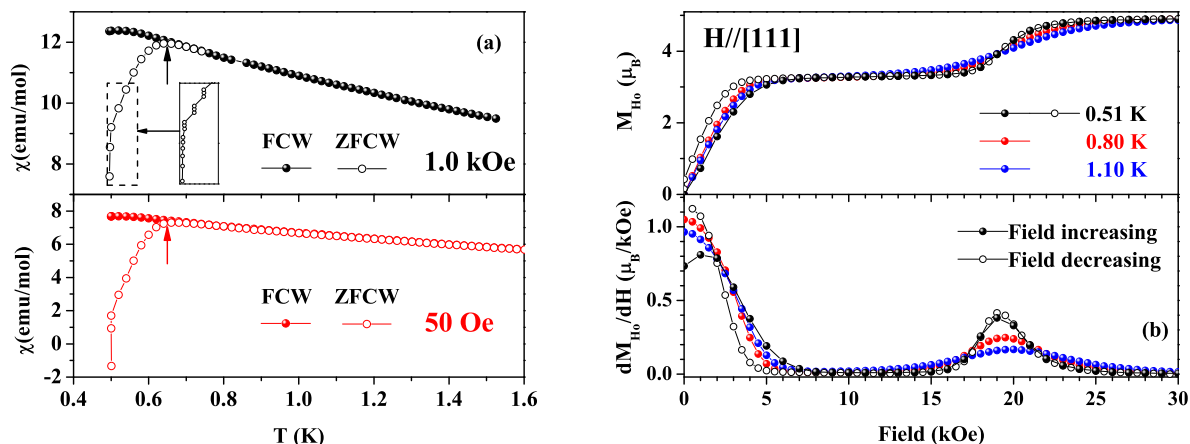 12
10
8
χ(emu/mol)
(a)
FCW ZFCW
1.0 kOe
8
6
4
2
0
-2
χ(emu/mol)
FCW ZFCW
50 Oe
0.4 0.6 0.8 1.0 1.2 1.4 1.6
T (K)
4
2
0
M_Ho (μ_B)
H//[111]
0.51 K
0.80 K
1.10 K
1.0
0.5
0.0
dM_Ho/dH (μ_B/kOe)
Field increasing
Field decreasing
(b)
0 5 10 15 20 25 30
Field (kOe)